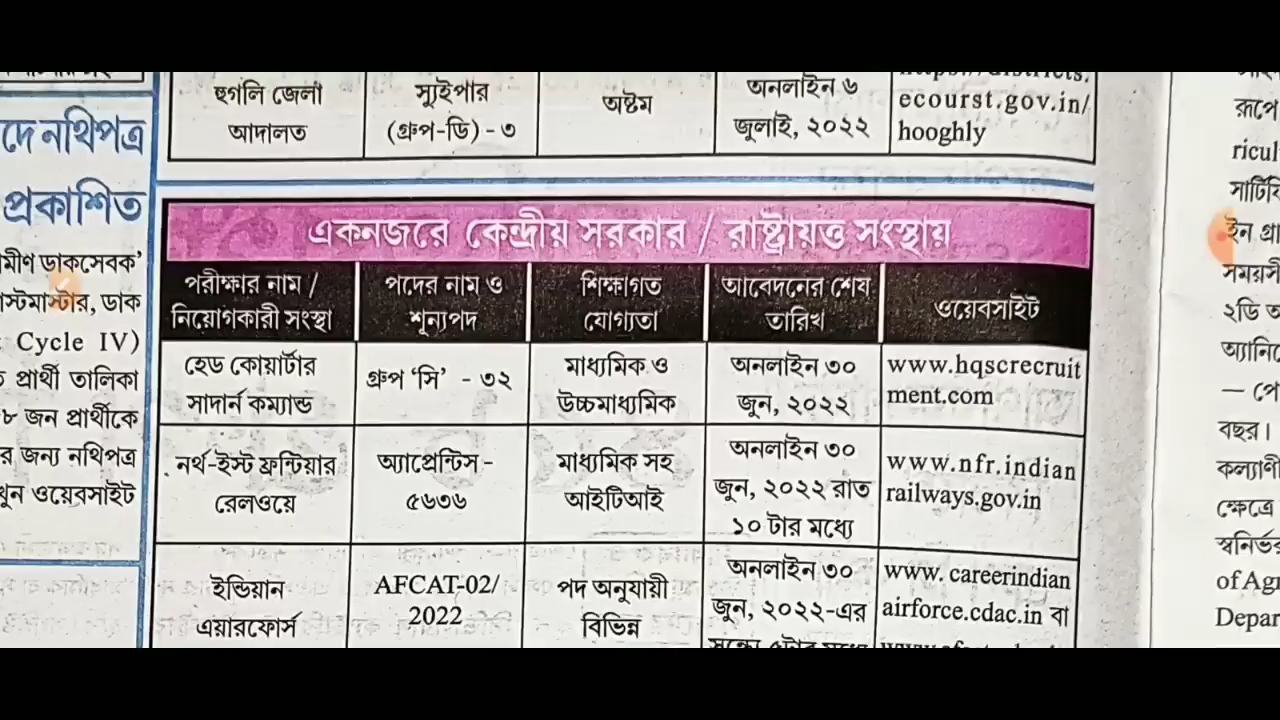 দে নথিপত্র
প্রকাশিত
ডাকসেবক'
ডাক
Cycle IV)
প্রার্থী তালিকা
৮ জন প্রার্থীকে
র জন্য নথিপত্র
ওয়েবসাইট
হুগলি জেলা
আদালত
স্যুইপার
(গ্রুপ-ডি) - ৩
অষ্টম
অনলাইন ৬
জুলাই, ২০২২
ecourst.gov.in/
hooghly
একনজরে কেন্দ্রীয় সরকার / রাষ্ট্রায়ত্ত সংস্থায়
পরীক্ষার নাম /
নিয়োগকারী সংস্থা
পদের নাম ও
শূন্যপদ
শিক্ষাগত
যোগ্যতা
আবেদনের শেষ
তারিখ
ওয়েবসাইট
হেড কোয়ার্টার
সাদার্ন কম্যান্ড
গ্রুপ ‘সি’ - ৩২
মাধ্যমিক ও
উচ্চমাধ্যমিক
অনলাইন ৩০
জুন, ২০২২
www.hqscrecruit
ment.com
নর্থ-ইস্ট ফ্রন্টিয়ার
রেলওয়ে
অ্যাপ্রেন্টিস -
৫৬৩৬
মাধ্যমিক সহ
আইটিআই
অনলাইন ৩০
জুন, ২০২২ রাত
১০ টার মধ্যে
www.nfr.indian
railways.gov.in
ইন্ডিয়ান
এয়ারফোর্স
AFCAT-02/
2022
পদ অনুযায়ী
বিভিন্ন
অনলাইন ৩০
জুন, ২০২২-এর
www. careerindian
airforce.cdac.in বা
রূপে
ricul
সার্টিফি
ইন গ্রা
সময়সী
২ডি
অ্যানি
— পে
বছর।
কল্যাণী
ক্ষেত্রে
স্বনির্ভর
of Agr
Depar